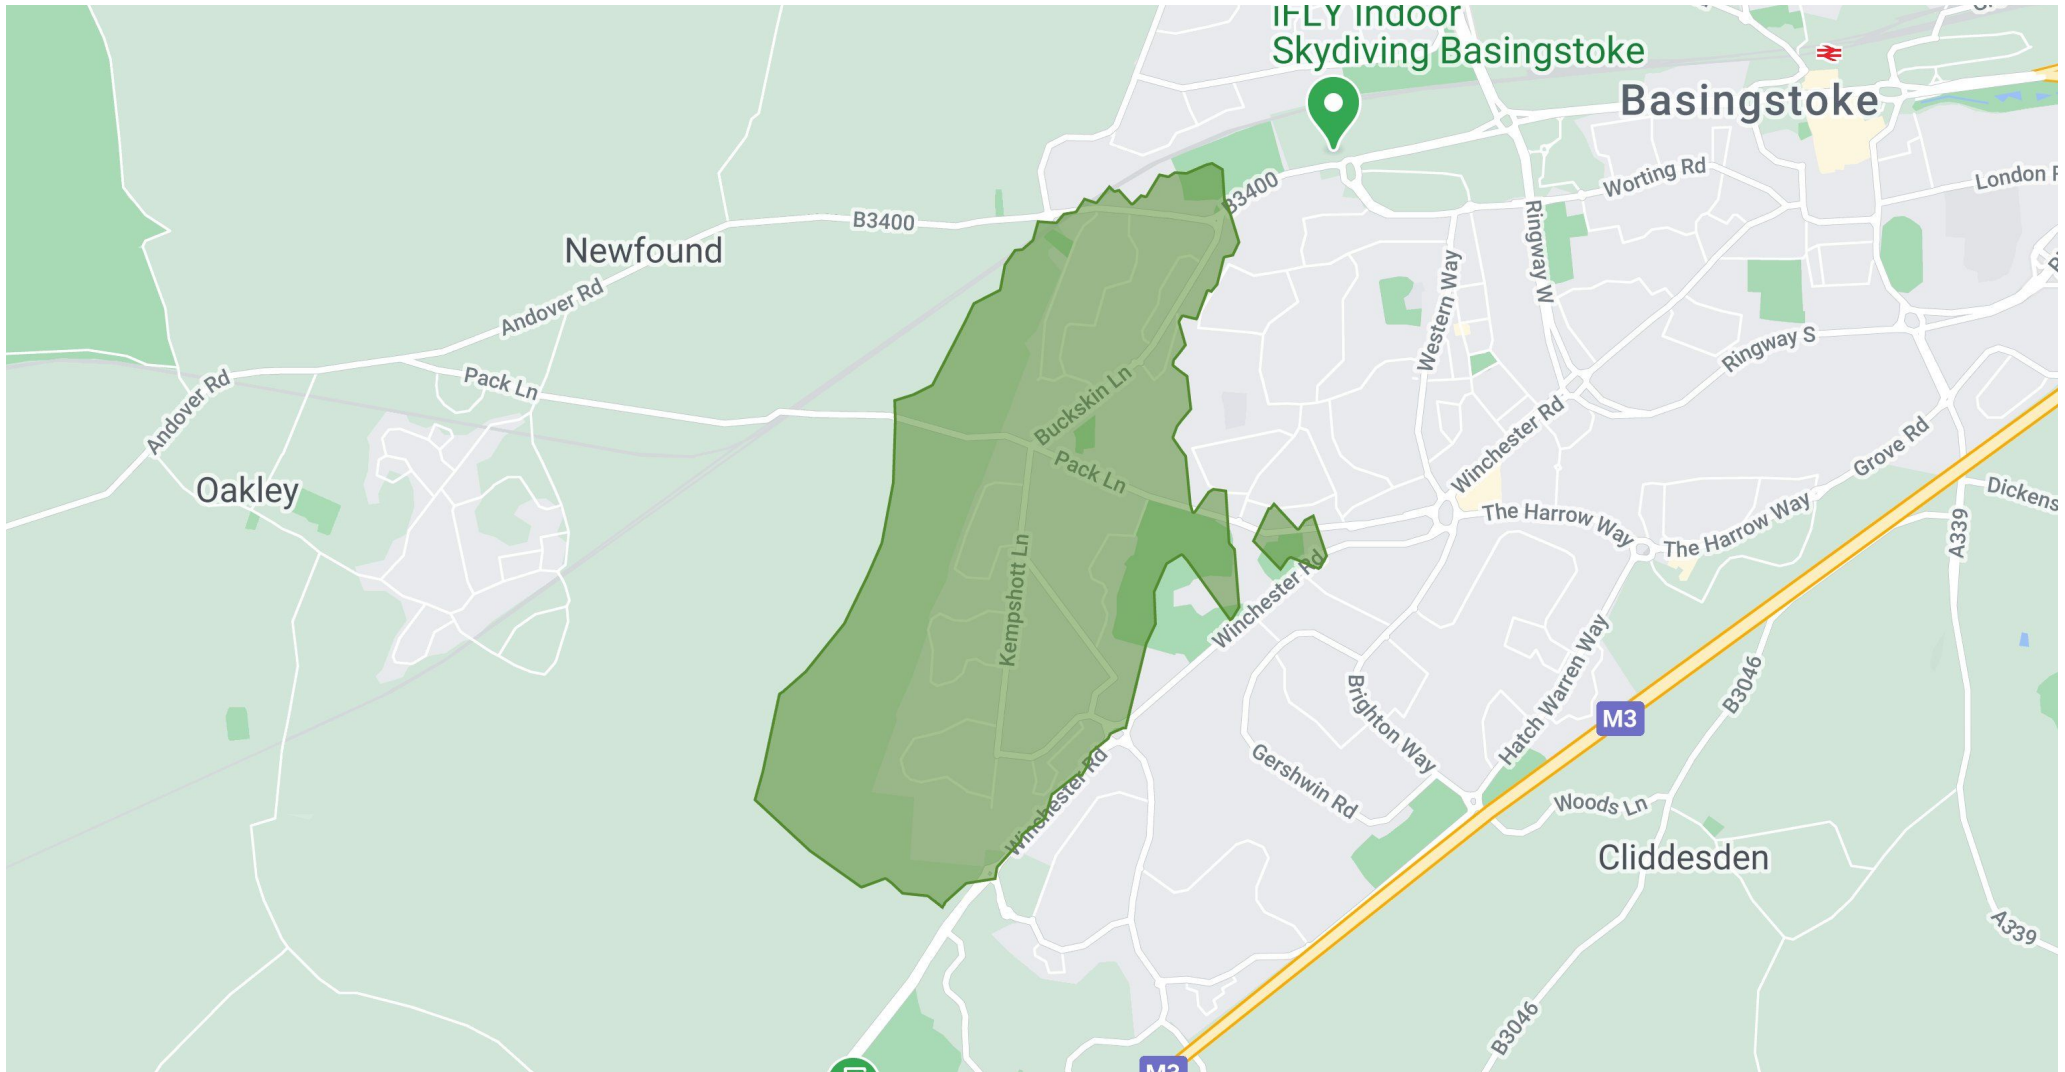 iFLY Indoor
Skydiving Basingstoke
Basingstoke
Worting Rd
London
B3400
B3400
Newfound
Andover Rd
Ringway W
Western Way
Ringway S
Andover Rd
Pack Ln
Buckskin Ln
Winchester Rd
Grove Rd
Pack Ln
Oakley
The Harrow Way
The Harrow Way
Dickens
A339
Kempshott Ln
Winchester Rd
Hatch Warren Way
B3046
Brighton Way
M3
Winchester Rd
Gershwin Rd
Woods Ln
Cliddesden
A339
B3046
M3